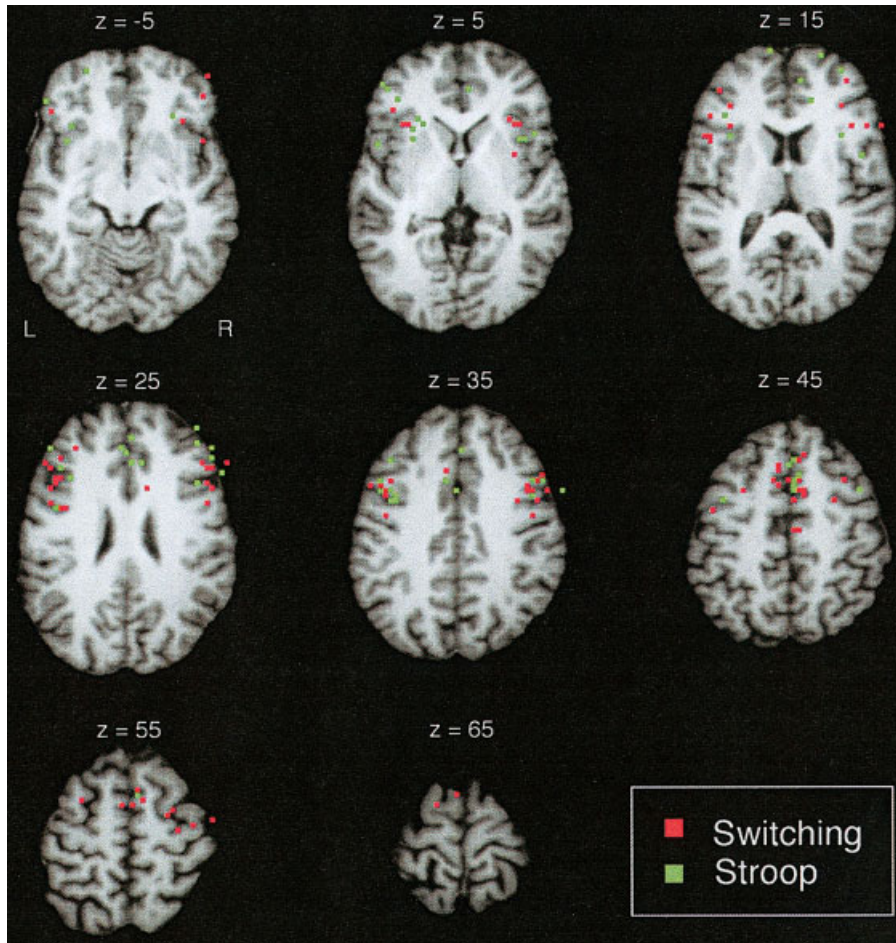 z = -5
z = 5
z = 15
L
R
z = 25
z = 35
z = 45
z = 55
z = 65
Switching
Stroop